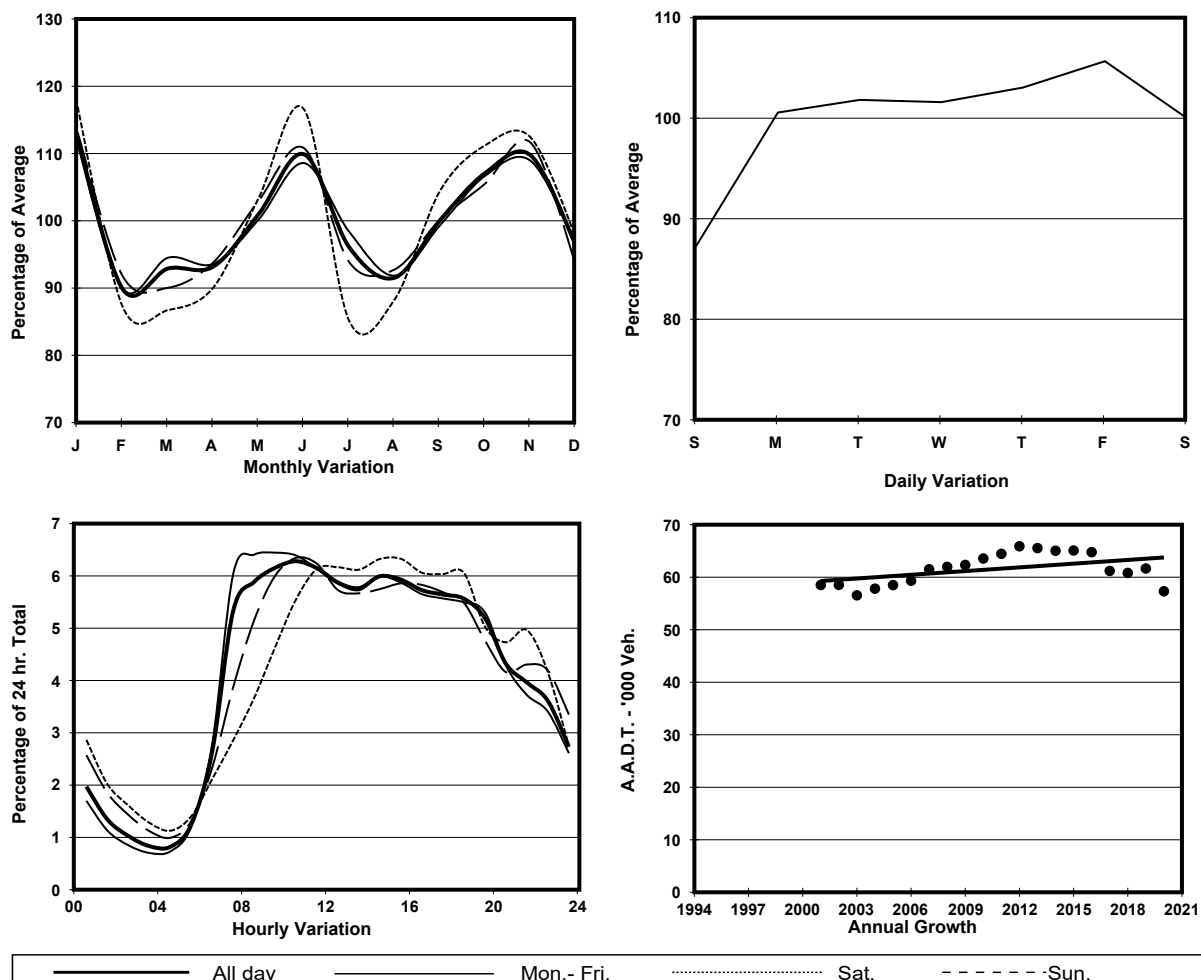 130
120
110
100
90
80
70
Percentage of Average
J F M A M J J A S O N D
Monthly Variation
110
100
90
80
70
Percentage of Average
S M T W T F S
Daily Variation
7
6
5
4
3
2
1
0
Percentage of 24 hr. Total
00 04 08 12 16 20 24
Hourly Variation
70
60
50
40
30
20
10
0
A.A.D.T. - '000 Veh.
1994 1997 2000 2003 2006 2009 2012 2015 2018 2021
Annual Growth
All day Mon.- Fri. Sat. Sun.